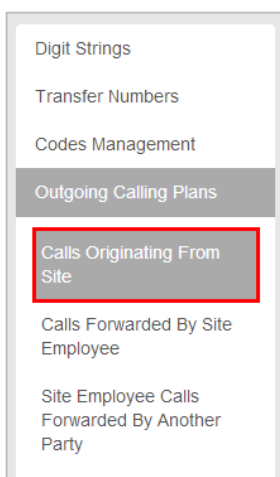 Digit Strings
Transfer Numbers
Codes Management
Outgoing Calling Plans
Calls Originating From
Site
Calls Forwarded By Site
Employee
Site Employee Calls
Forwarded By Another
Party